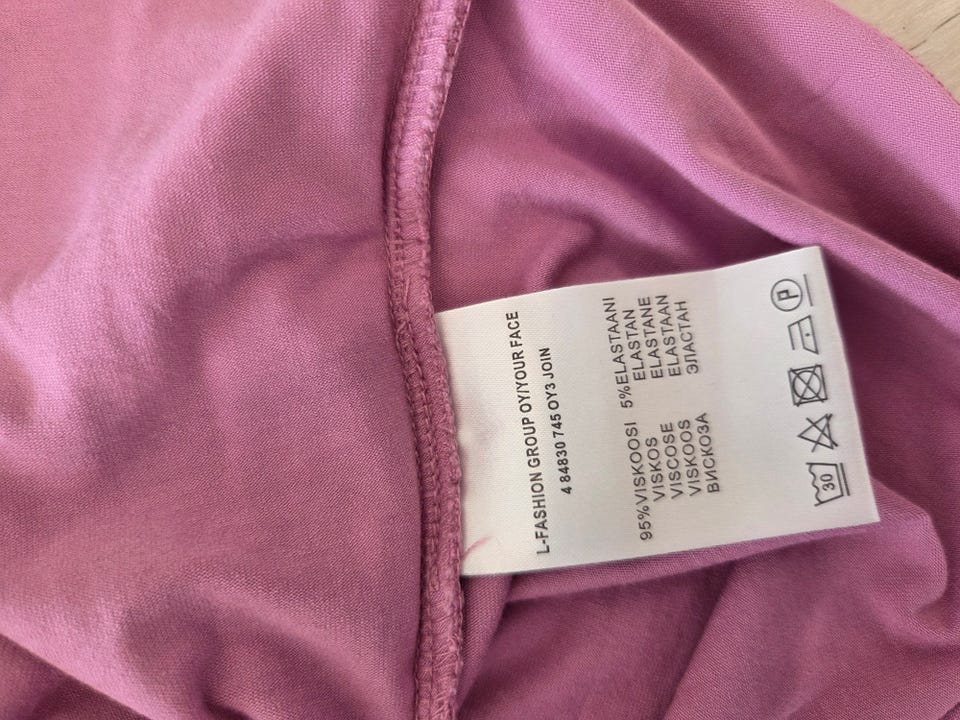 L-FASHION GROUP OY/YOUR FACE
4 84830 745 OY3 JOIN
95%VISKOOSI 5%ELASTAANI
VISKOS ELASTAN
VISCOSE ELASTANE
VISKOOS ELASTAAN
ВИСКОЗА ЭЛАСТАН
30 P